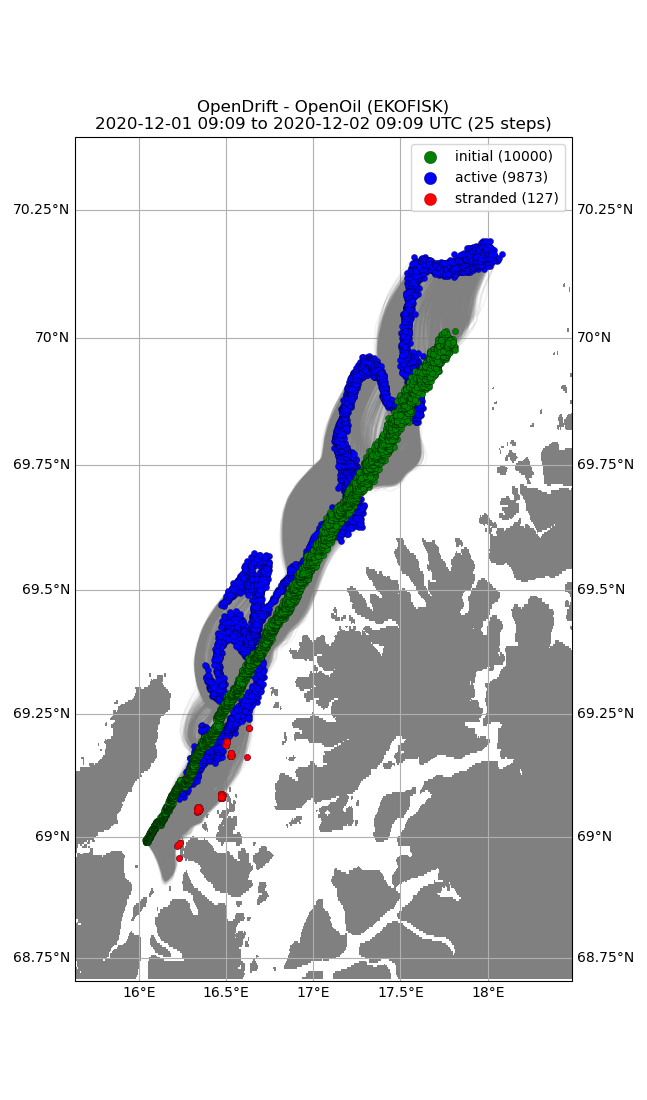 OpenDrift - OpenOil (EKOFISK)
2020-12-01 09:09 to 2020-12-02 09:09 UTC (25 steps)
initial (10000)
active (9873)
stranded (127)
70.25°N 70.25°N
70°N 70°N
69.75°N 69.75°N
69.5°N 69.5°N
69.25°N 69.25°N
69°N 69°N
68.75°N 68.75°N
16°E 16.5°E 17°E 17.5°E 18°E